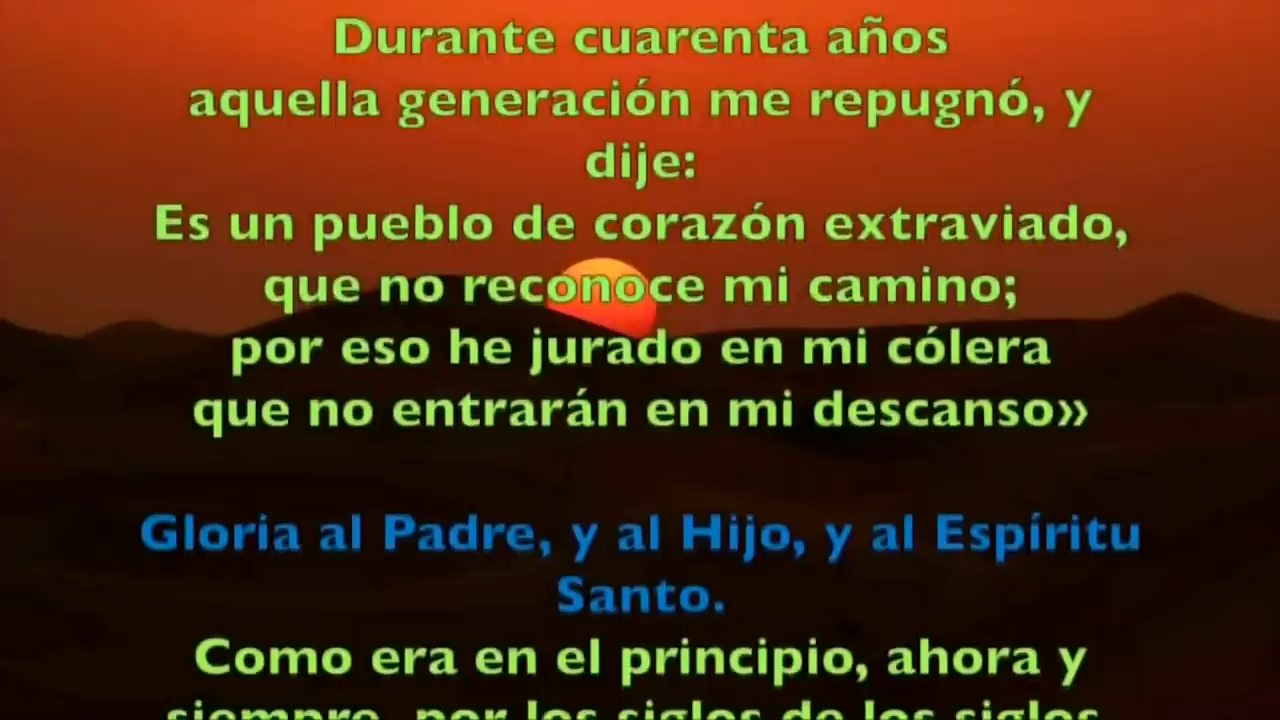 Durante cuarenta años
aquella generación me repugnó, y
dije:
Es un pueblo de corazón extraviado,
que no reconoce mi camino;
por eso he jurado en mi cólera
que no entrarán en mi descanso»
Gloria al Padre, y al Hijo, y al Espíritu
Santo.
Como era en el principio, ahora y
siempre, por los siglos de los siglos